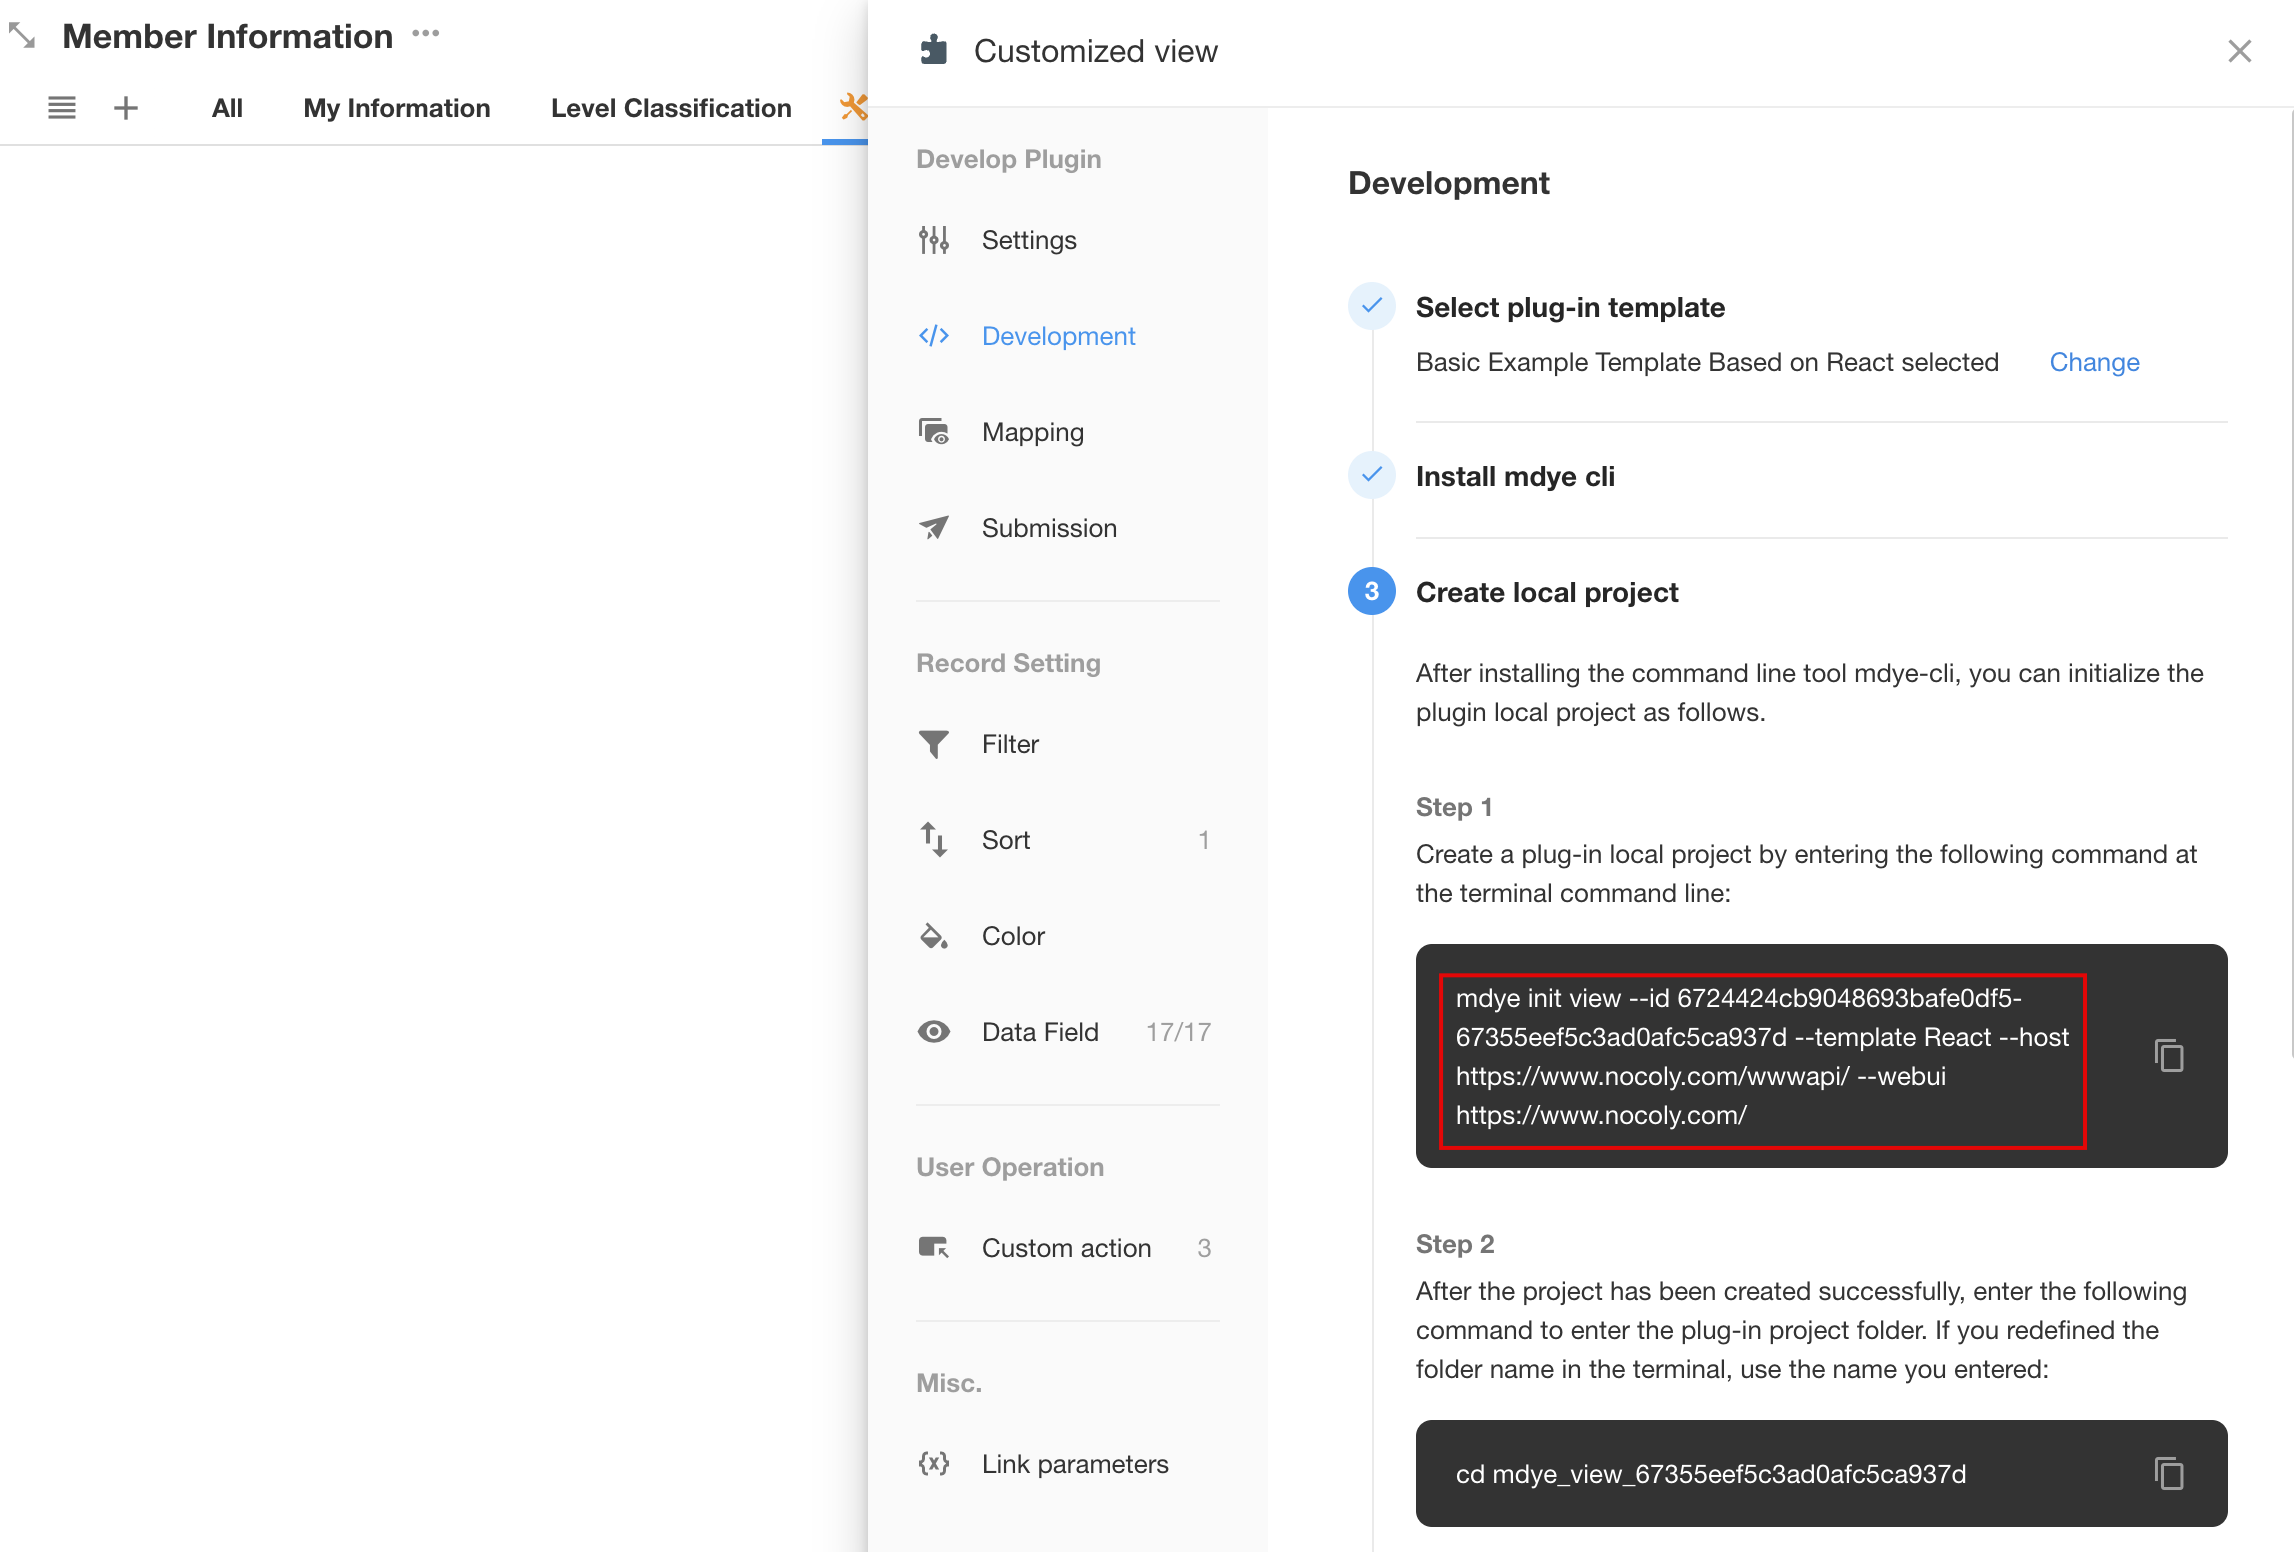 Member Information
All
My Information
Level Classification
Customized view
Develop Plugin
Settings
Development
Mapping
Submission
Record Setting
Filter
Sort 1
Color
Data Field 17/17
User Operation
Custom action 3
Misc.
Link parameters
Development
Select plug-in template
Basic Example Template Based on React selected Change
Install mdye cli
3 Create local project
After installing the command line tool mdye-cli, you can initialize the
plugin local project as follows.
Step 1
Create a plug-in local project by entering the following command at
the terminal command line:
mdye init view --id 6724424cb9048693bafe0df5-
67355eef5c3ad0afc5ca937d --template React --host
https://www.nocoly.com/wwwapi/ --webui
https://www.nocoly.com/
Step 2
After the project has been created successfully, enter the following
command to enter the plug-in project folder. If you redefined the
folder name in the terminal, use the name you entered:
cd mdye_view_67355eef5c3ad0afc5ca937d